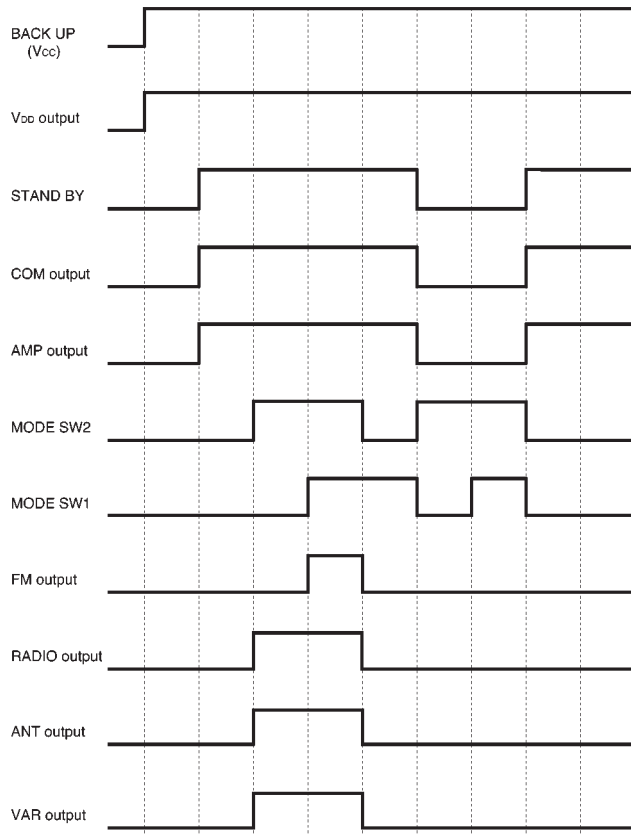 BACK UP
(Vcc)
VDD output
STAND BY
COM output
AMP output
MODE SW2
MODE SW1
FM output
RADIO output
ANT output
VAR output